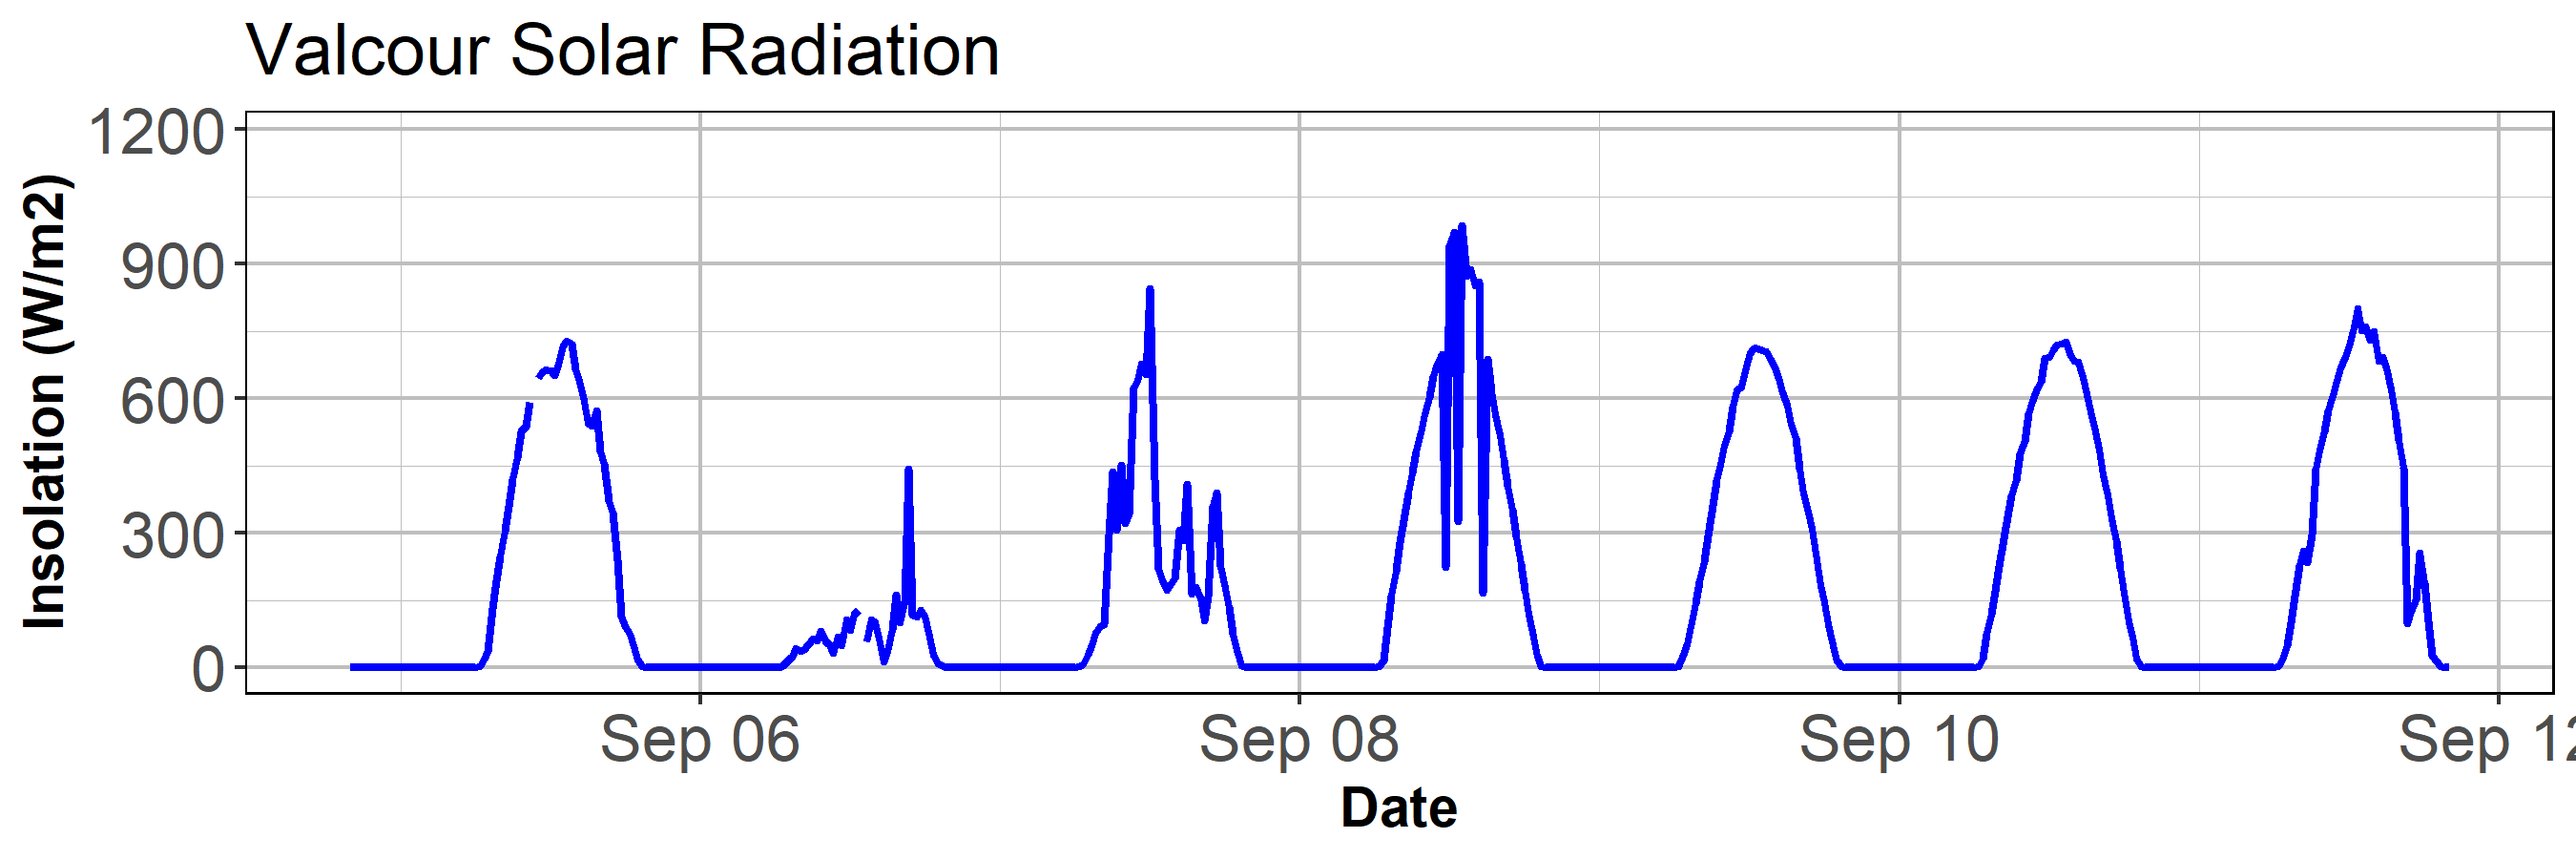 Valcour Solar Radiation
Insolation (W/m2)
1200
900
600
300
0
Sep 06 Sep 08 Sep 10 Sep 12
Date